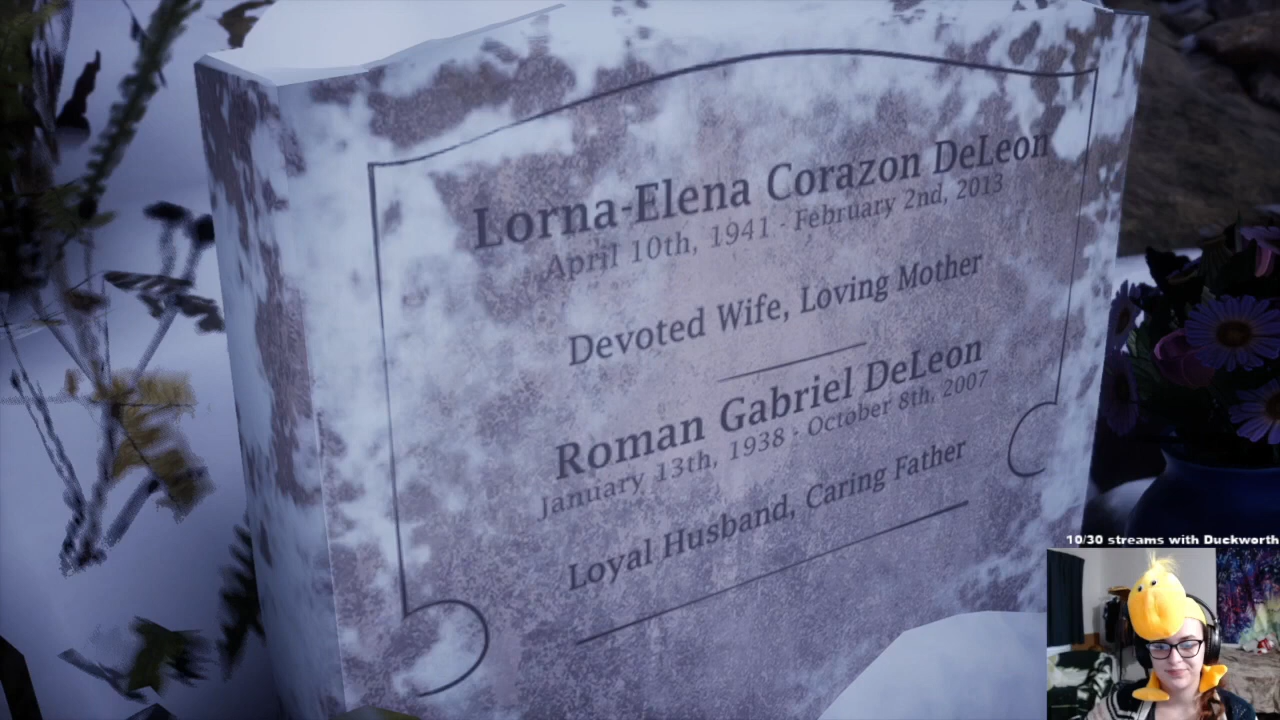 Lorna-Elena Corazon DeLeon
April 10th, 1941 - February 2nd, 2013
Devoted Wife, Loving Mother
Roman Gabriel DeLeon
January 13th, 1938 - October 8th, 2007
Loyal Husband, Caring Father
10/30 streams with Duckworth